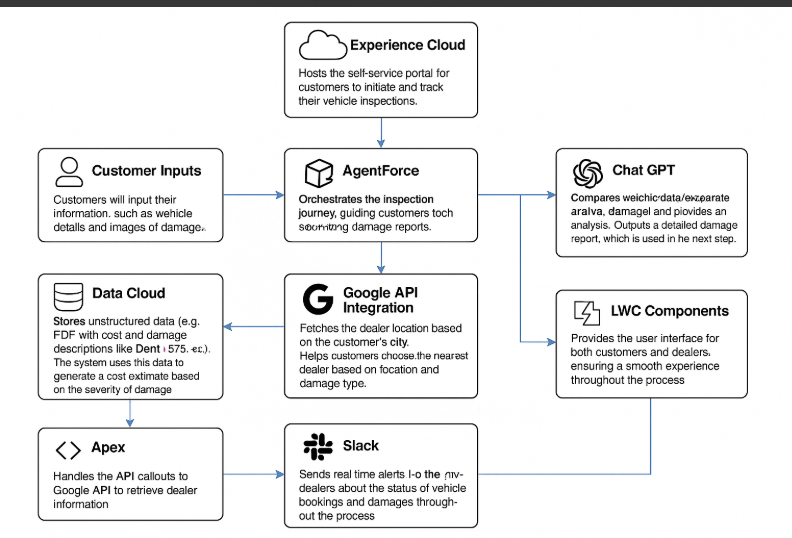 Experience Cloud
Hosts the self-service portal for
customers to initiate and track
their vehicle inspections.
Customer Inputs
Customers will input their
information. such as wehicle
detalls and images of damage.
AgentForce
Orchestrates the inspection
journey, guiding customers toch
damage reports.
Chat GPT
Compares
damagel and piovides an
analysis. Outputs a detailed damage
report, which is used in he next step.
Data Cloud
Stores unstructured data (e.g.
FDF with cost and damage
descriptions like Dent 575.
The system uses this data to
generate a cost extimate based
on the severity of damage
Google API
Integration
Fetches the dealer location based
on the customer's city.
Helps customers choose.the nearest
dealer based on focation and
damage type.
LWC Components
Provides the user interface for
both customers and dealers.
ensuring a smooth experience
throughout the process
Apex
Handles the API callouts to
Google API to retrieve dealer
information
Slack
Sends real time alerts the
dealers about the status of vehicle
bookings and damages through-
out the process